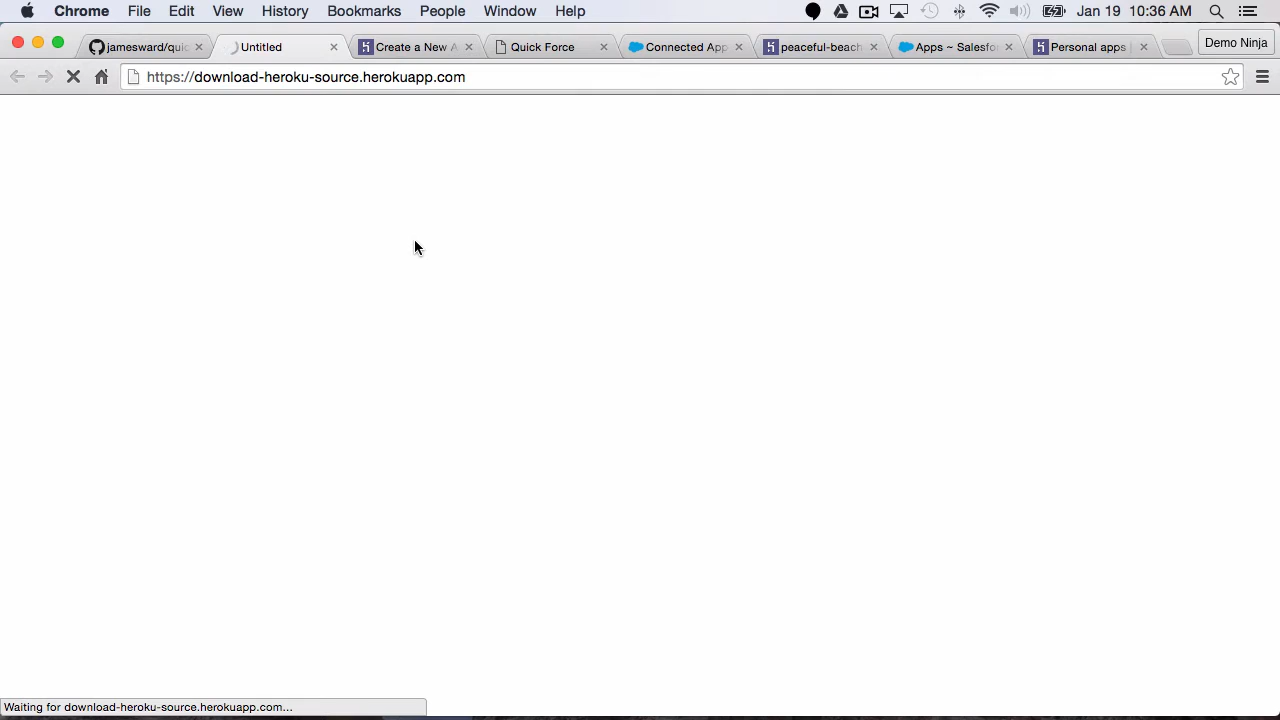 Chrome File Edit View History Bookmarks People Window Help Jan 19 10:36 AM
jamesward/quic Untitled Create a New A Quick Force Connected App peaceful-beach Apps ~ Salesfo Personal apps Demo Ninja
https://download-heroku-source.herokuapp.com
Waiting for download-heroku-source.herokuapp.com...